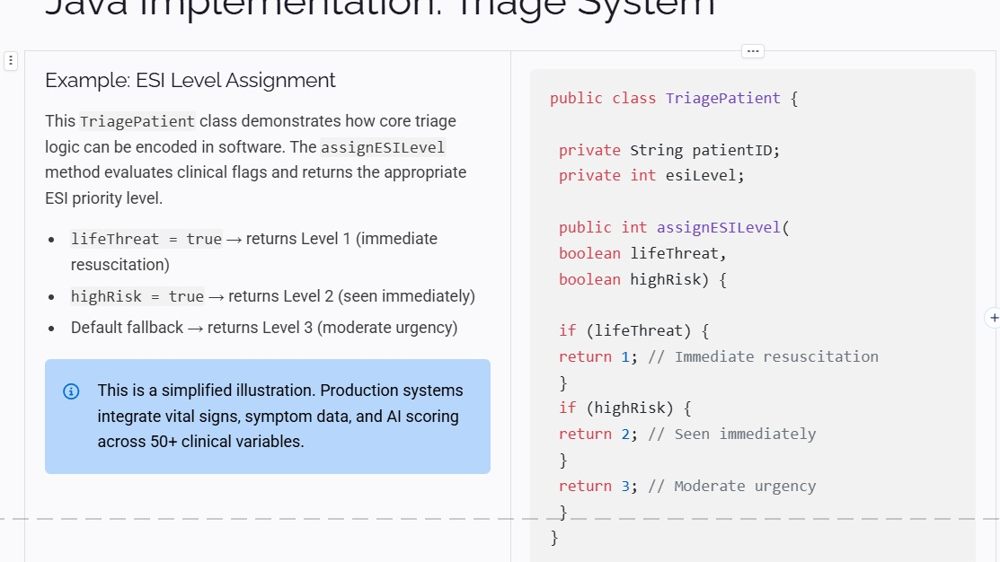 Java Implementation: Triage System
Example: ESI Level Assignment
This TriagePatient class demonstrates how core triage
logic can be encoded in software. The assignESILevel
method evaluates clinical flags and returns the appropriate
ESI priority level.
• lifeThreat = true → returns Level 1 (immediate
resuscitation)
• highRisk = true → returns Level 2 (seen immediately)
• Default fallback → returns Level 3 (moderate urgency)
This is a simplified illustration. Production systems
integrate vital signs, symptom data, and AI scoring
across 50+ clinical variables.
public class TriagePatient {
private String patientID;
private int esiLevel;
public int assignESILevel(
boolean lifeThreat,
boolean highRisk) {
if (lifeThreat) {
return 1; // Immediate resuscitation
}
if (highRisk) {
return 2; // Seen immediately
}
return 3; // Moderate urgency
}
}